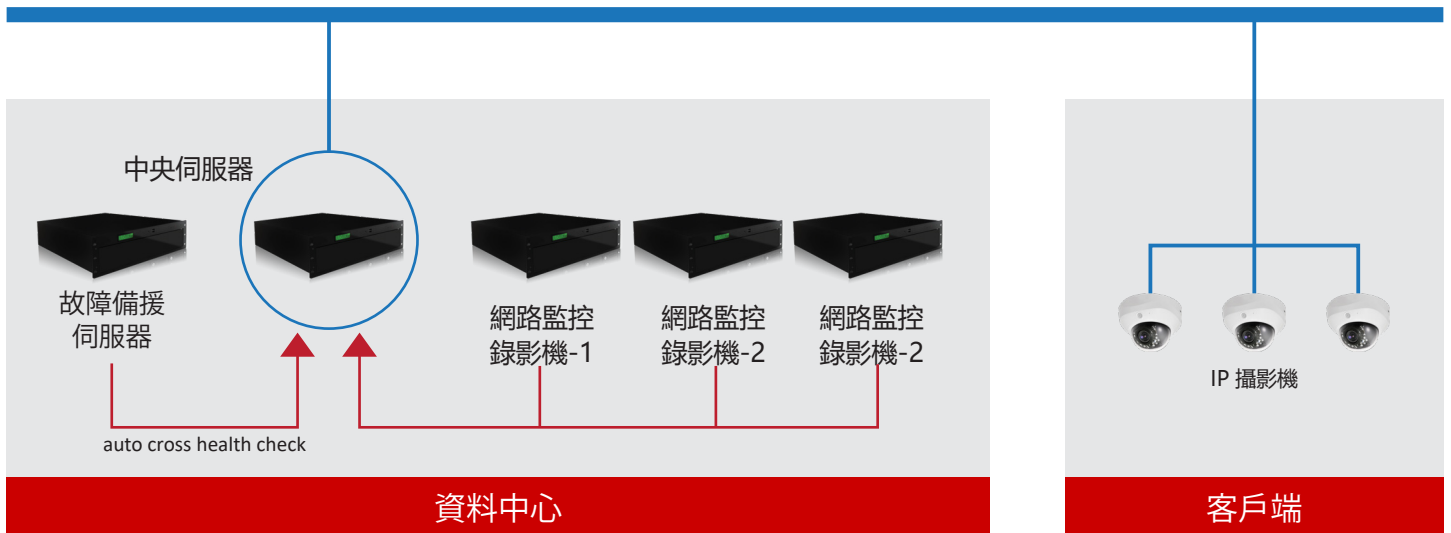 中央伺服器
故障備援
伺服器
網路監控
錄影機-1
網路監控
錄影機-2
網路監控
錄影機-2
auto cross health check
資料中心
IP 攝影機
客戶端